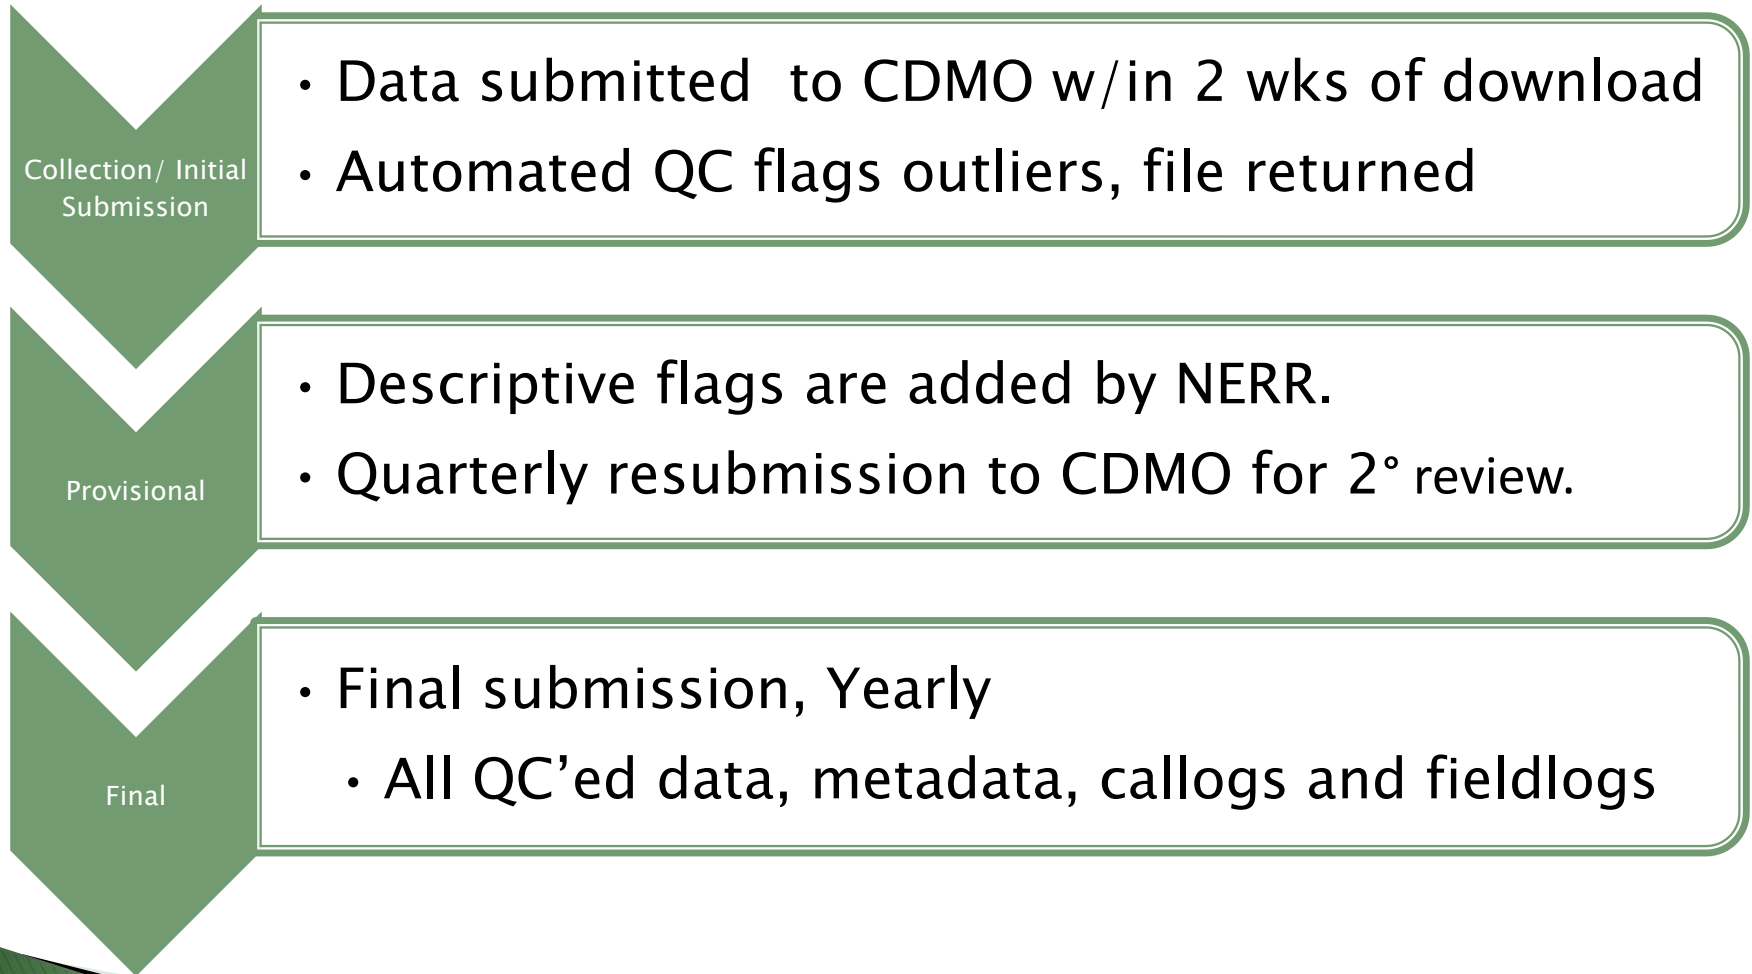 Collection/ Initial
Submission
• Data submitted  to CDMO w/in 2 wks of download
• Automated QC flags outliers, file returned
Provisional
• Descriptive flags are added by NERR.
• Quarterly resubmission to CDMO for 2° review.
Final
• Final submission, Yearly
• All QC’ed data, metadata, callogs and fieldlogs